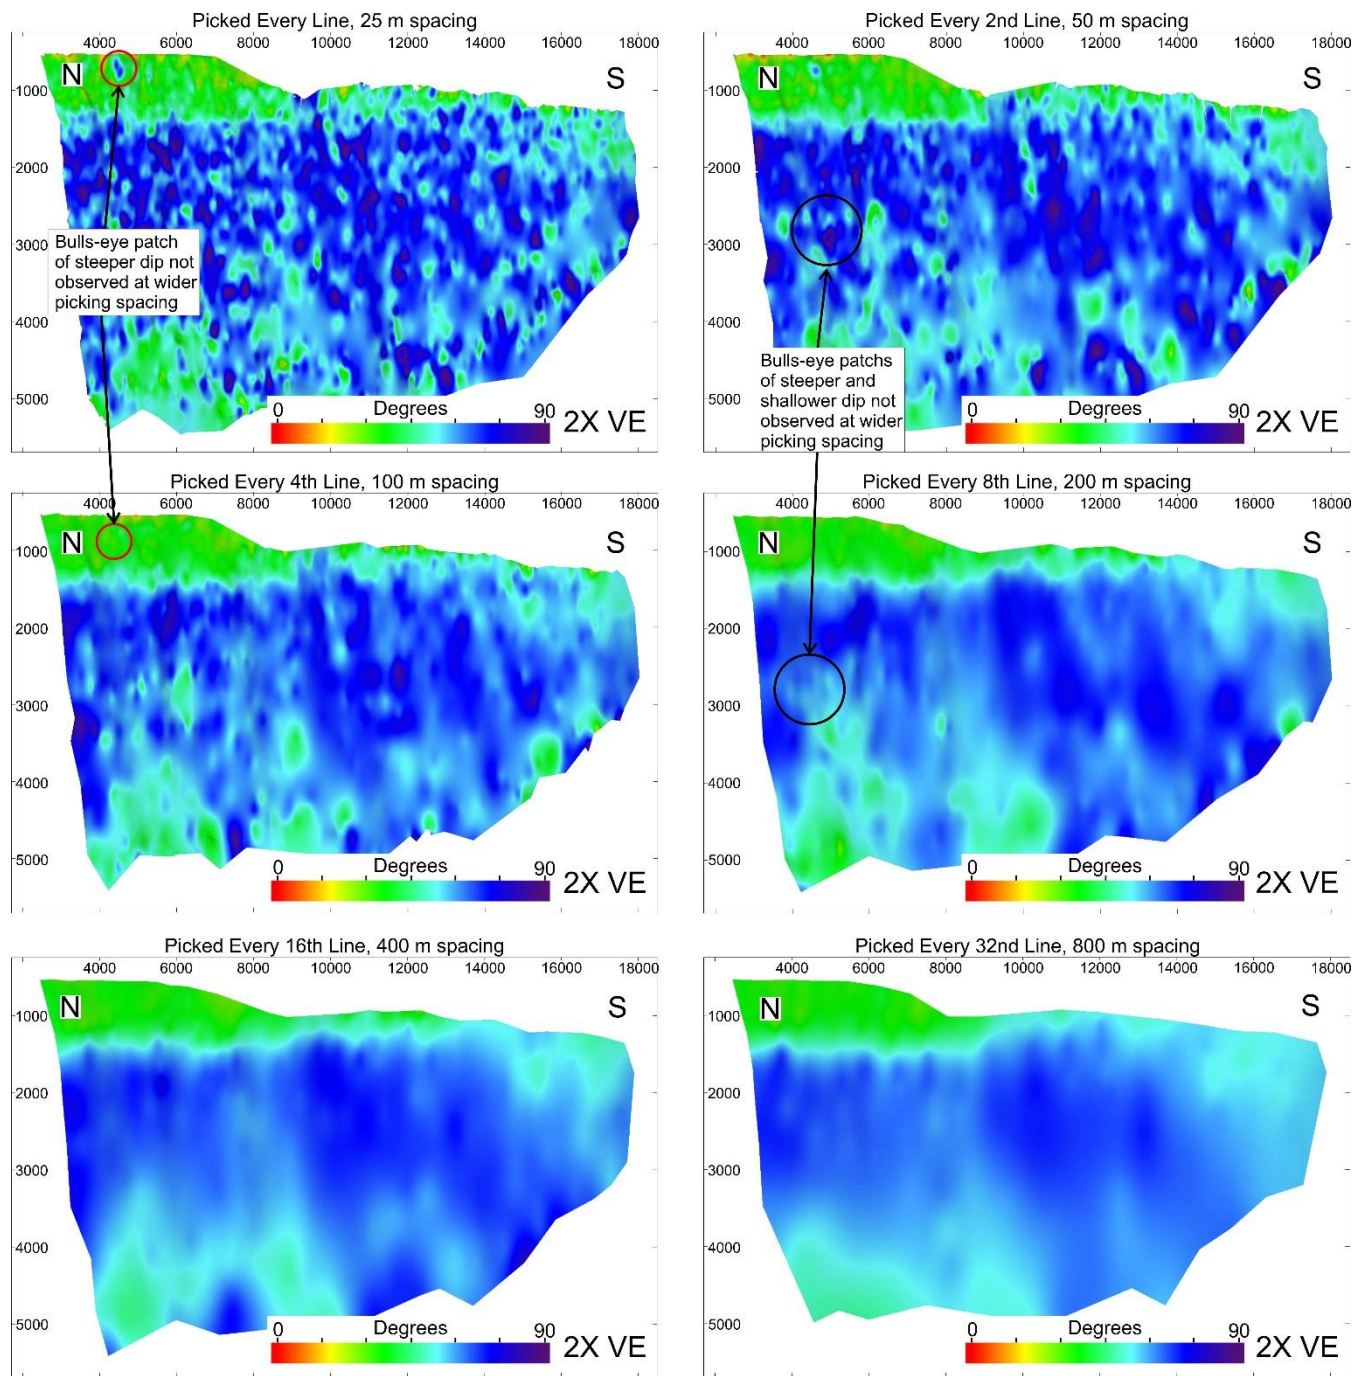 Picked Every Line, 25 m spacing
4000 6000 8000 10000 12000 14000 16000 18000
N
S
1000
2000
3000
4000
5000
Bulls-eye patch
of steeper dip not
observed at wider
picking spacing
0 Degrees 90
2X VE
Picked Every 2nd Line, 50 m spacing
4000 6000 8000 10000 12000 14000 16000 18000
N
S
1000
2000
3000
4000
5000
Bulls-eye patchs
of steeper and
shallower dip not
observed at wider
picking spacing
0 Degrees 90
2X VE
Picked Every 4th Line, 100 m spacing
4000 6000 8000 10000 12000 14000 16000 18000
N
S
1000
2000
3000
4000
5000
0 Degrees 90
2X VE
Picked Every 8th Line, 200 m spacing
4000 6000 8000 10000 12000 14000 16000 18000
N
S
1000
2000
3000
4000
5000
0 Degrees 90
2X VE
Picked Every 16th Line, 400 m spacing
4000 6000 8000 10000 12000 14000 16000 18000
N
S
1000
2000
3000
4000
5000
0 Degrees 90
2X VE
Picked Every 32nd Line, 800 m spacing
4000 6000 8000 10000 12000 14000 16000 18000
N
S
1000
2000
3000
4000
5000
0 Degrees 90
2X VE